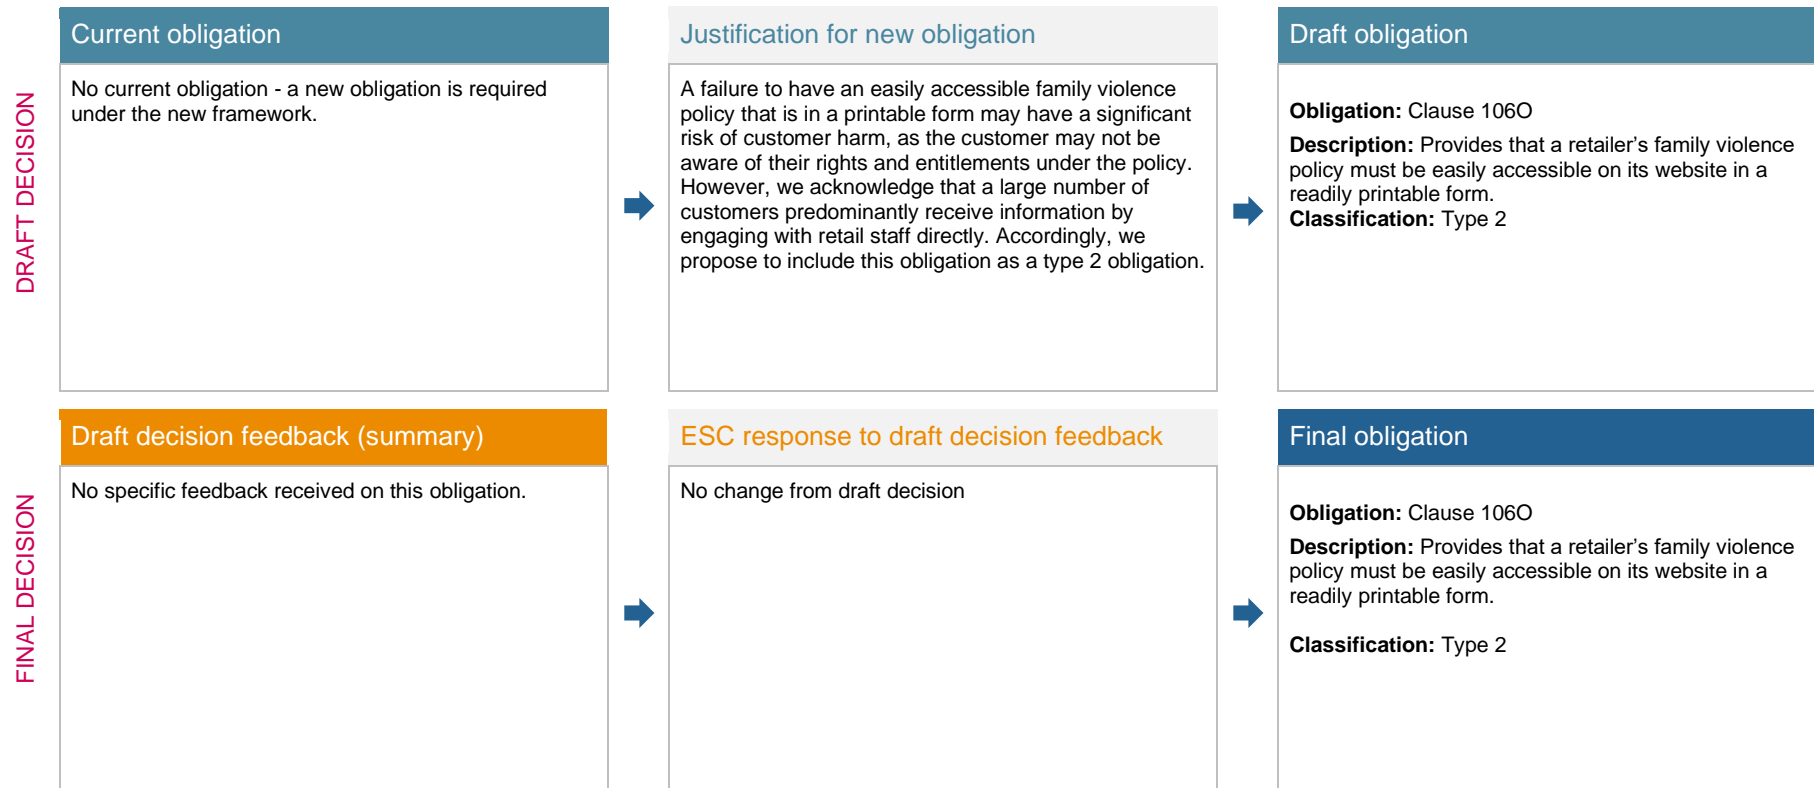 DRAFT DECISION
Current obligation
No current obligation - a new obligation is required
under the new framework.
Justification for new obligation
A failure to have an easily accessible family violence
policy that is in a printable form may have a significant
risk of customer harm, as the customer may not be
aware of their rights and entitlements under the policy.
However, we acknowledge that a large number of
customers predominantly receive information by
engaging with retail staff directly. Accordingly, we
propose to include this obligation as a type 2 obligation.
Draft obligation
Obligation: Clause 106O
Description: Provides that a retailer’s family violence
policy must be easily accessible on its website in a
readily printable form.
Classification: Type 2
FINAL DECISION
Draft decision feedback (summary)
No specific feedback received on this obligation.
ESC response to draft decision feedback
No change from draft decision
Final obligation
Obligation: Clause 106O
Description: Provides that a retailer’s family violence
policy must be easily accessible on its website in a
readily printable form.
Classification: Type 2